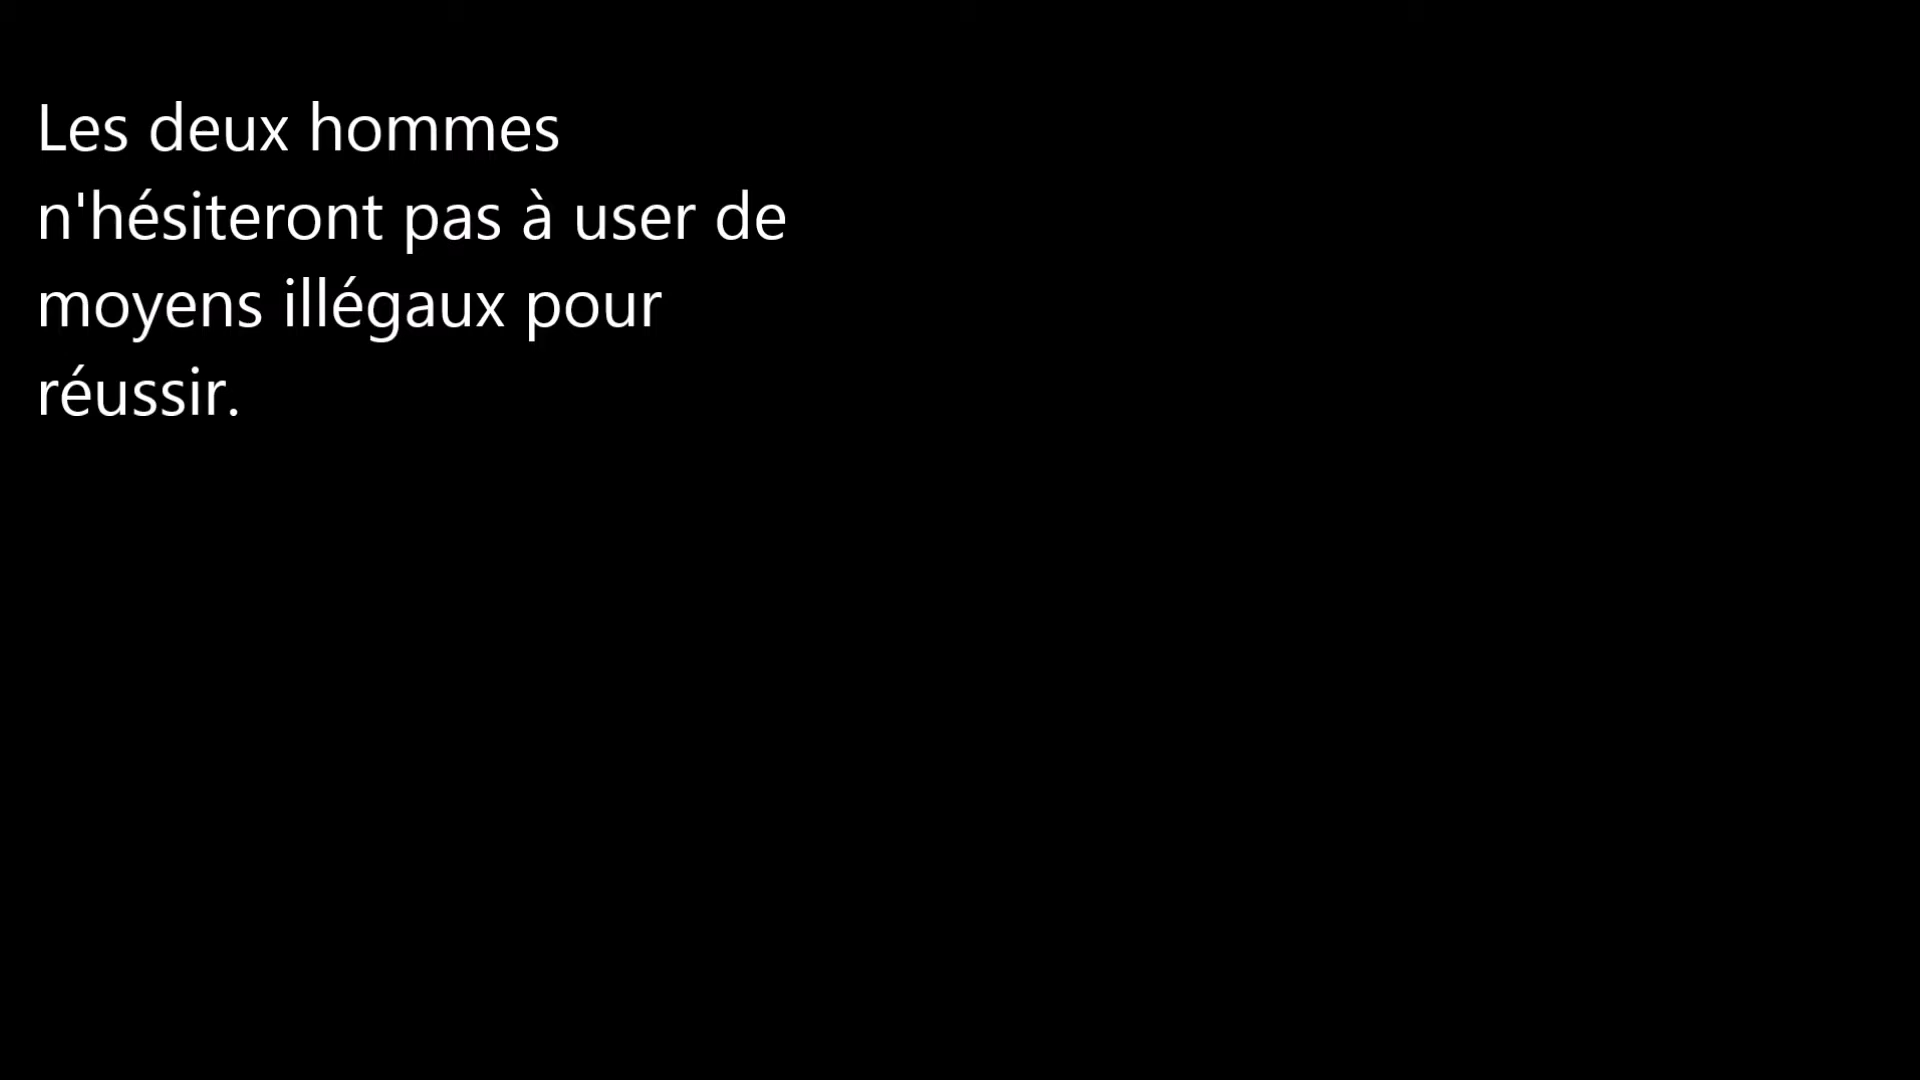 Les deux hommes
n'hésiteront pas à user de
moyens illégaux pour
réussir.